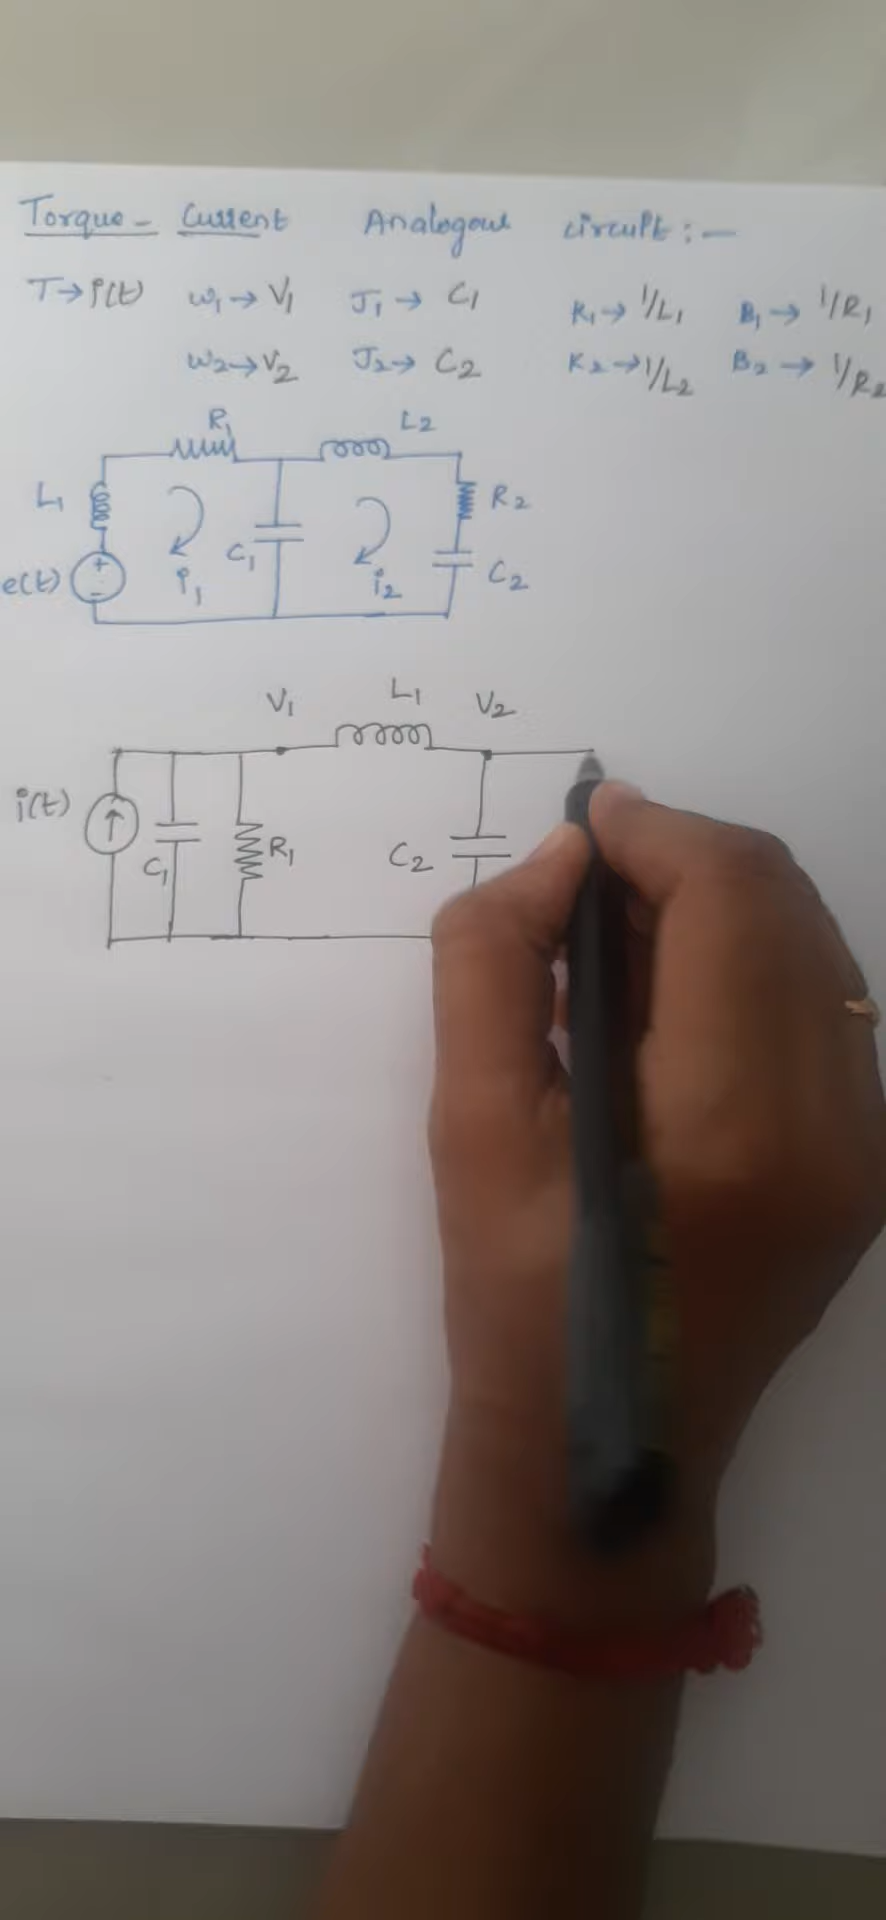 Torque - Current Analogous circuit :-
T→i(t) ω₁→V₁ J₁→ C₁ K₁→ 1/L₁ B₁→ 1/R₁
ω₂→V₂ J₂→ C₂ K₂→1/L₂ B₂→ 1/R₂
R₁ L₂
L₁ R₂
e(t) + - i₁ C₁ i₂ C₂
V₁ L₁ V₂
i(t) C₁ R₁ C₂